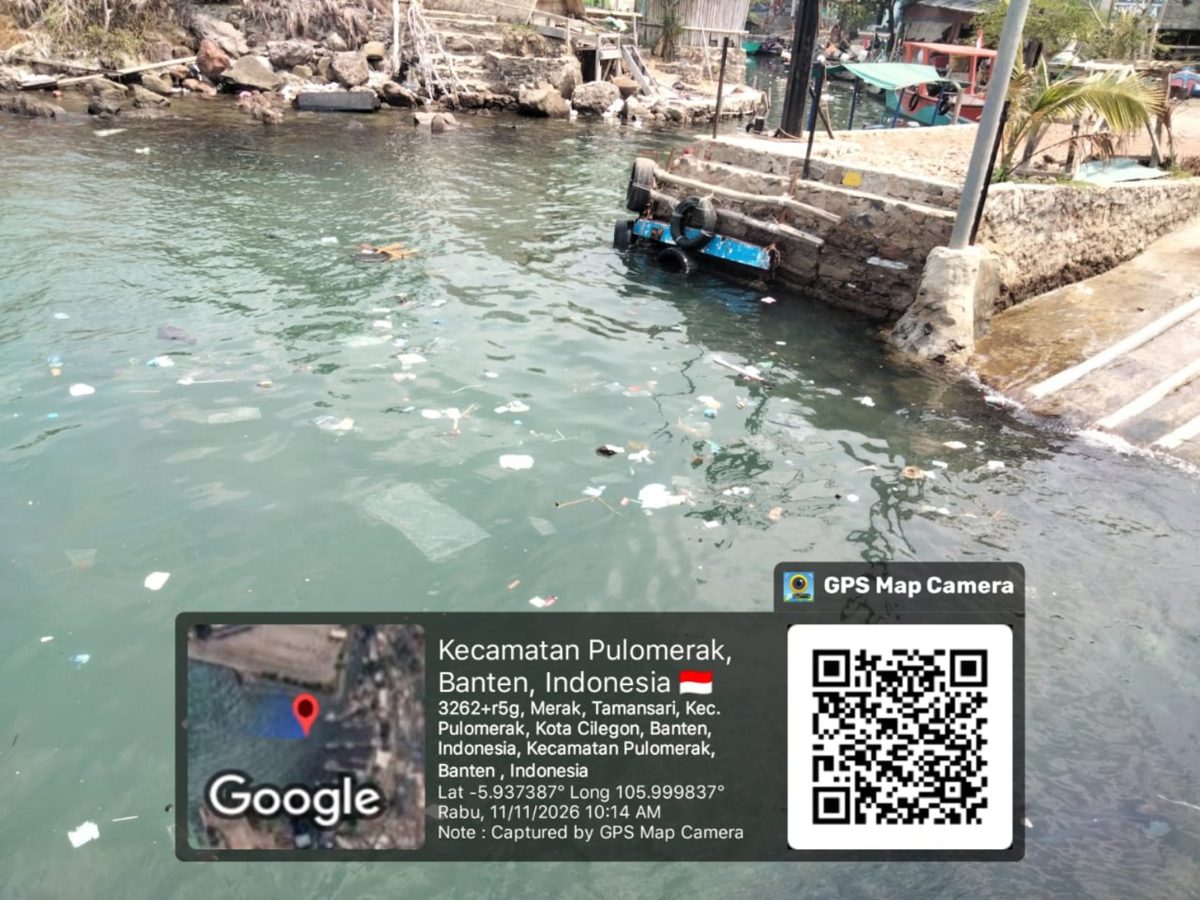 GPS Map Camera
Kecamatan Pulomerak,
Banten, Indonesia
3262+r5g, Merak, Tamansari, Kec.
Pulomerak, Kota Cilegon, Banten,
Indonesia, Kecamatan Pulomerak,
Banten , Indonesia
Lat -5.937387° Long 105.999837°
Rabu, 11/11/2026 10:14 AM
Note : Captured by GPS Map Camera
Google